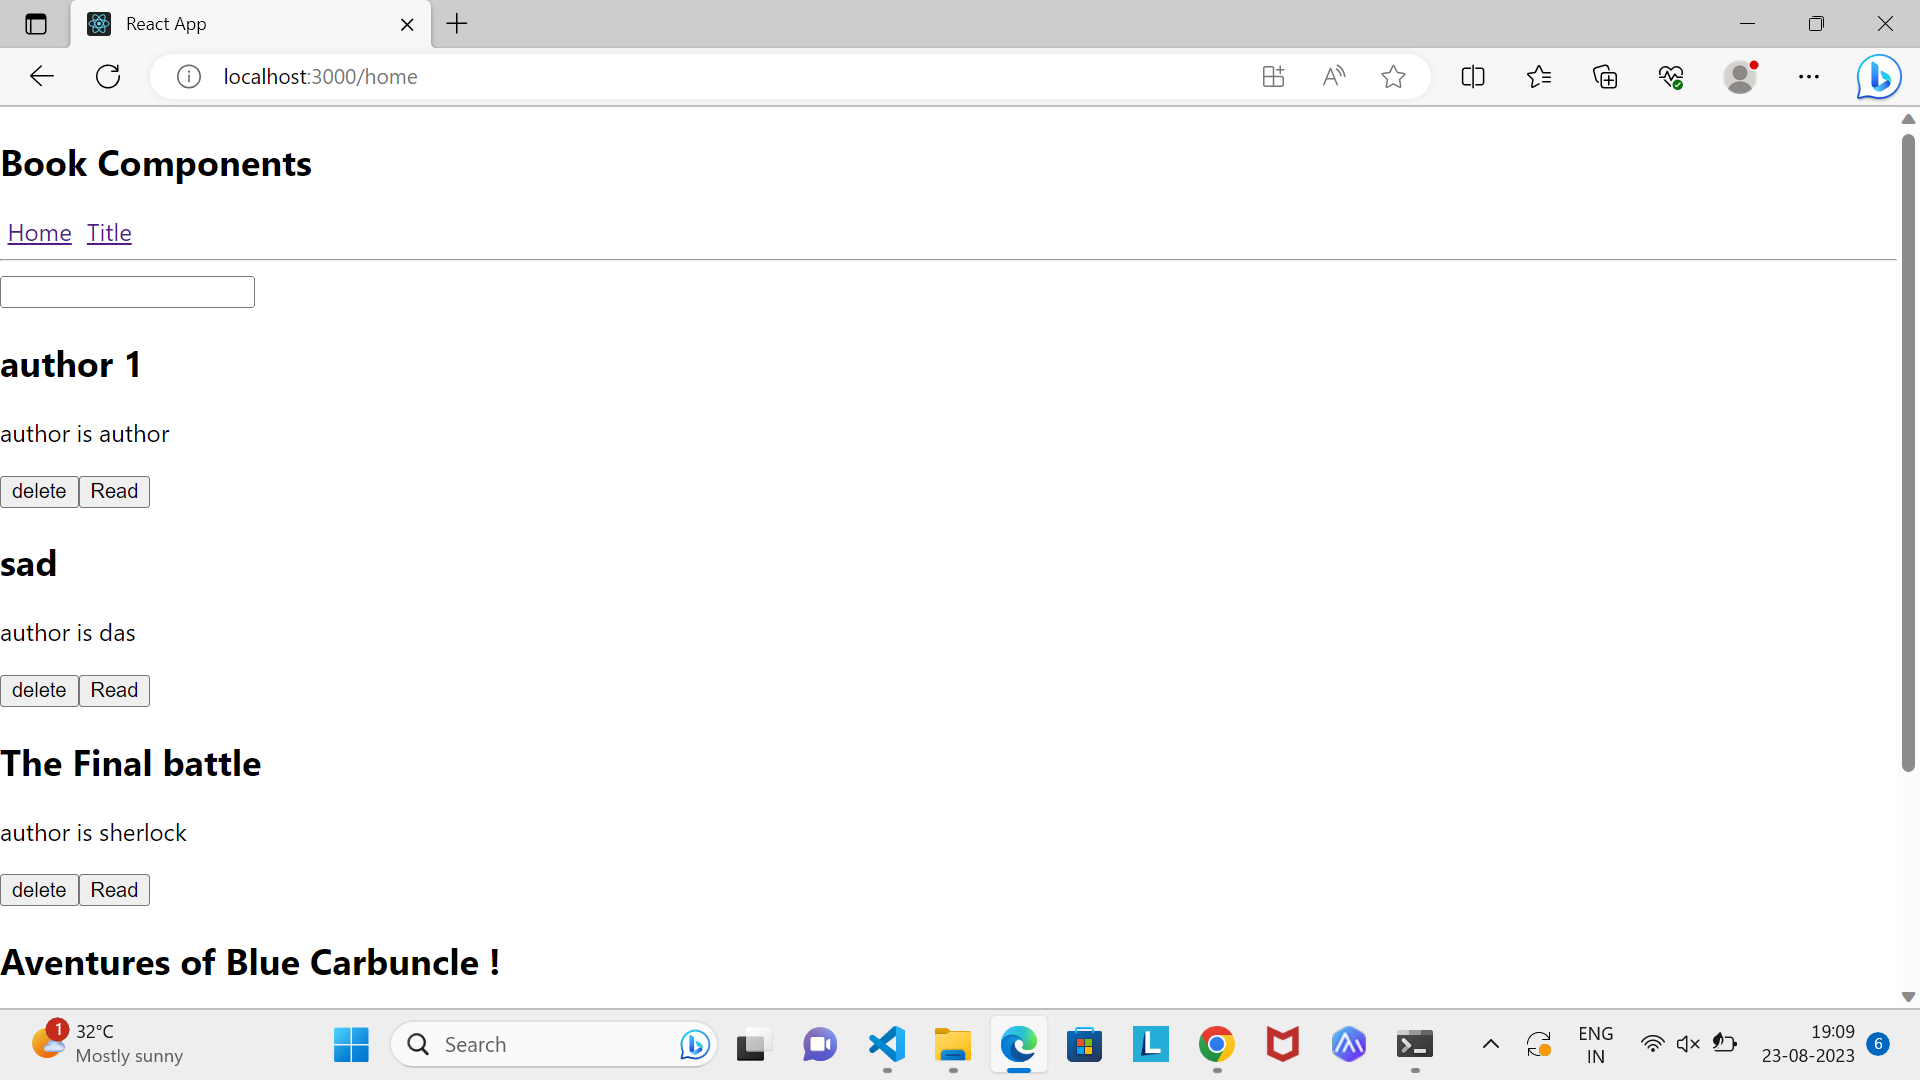 React App
localhost:3000/home
Book Components
Home Title
author 1
author is author
delete Read
sad
author is das
delete Read
The Final battle
author is sherlock
delete Read
Aventures of Blue Carbuncle !
1 32°C
Mostly sunny
Search
ENG
IN
19:09
23-08-2023
6